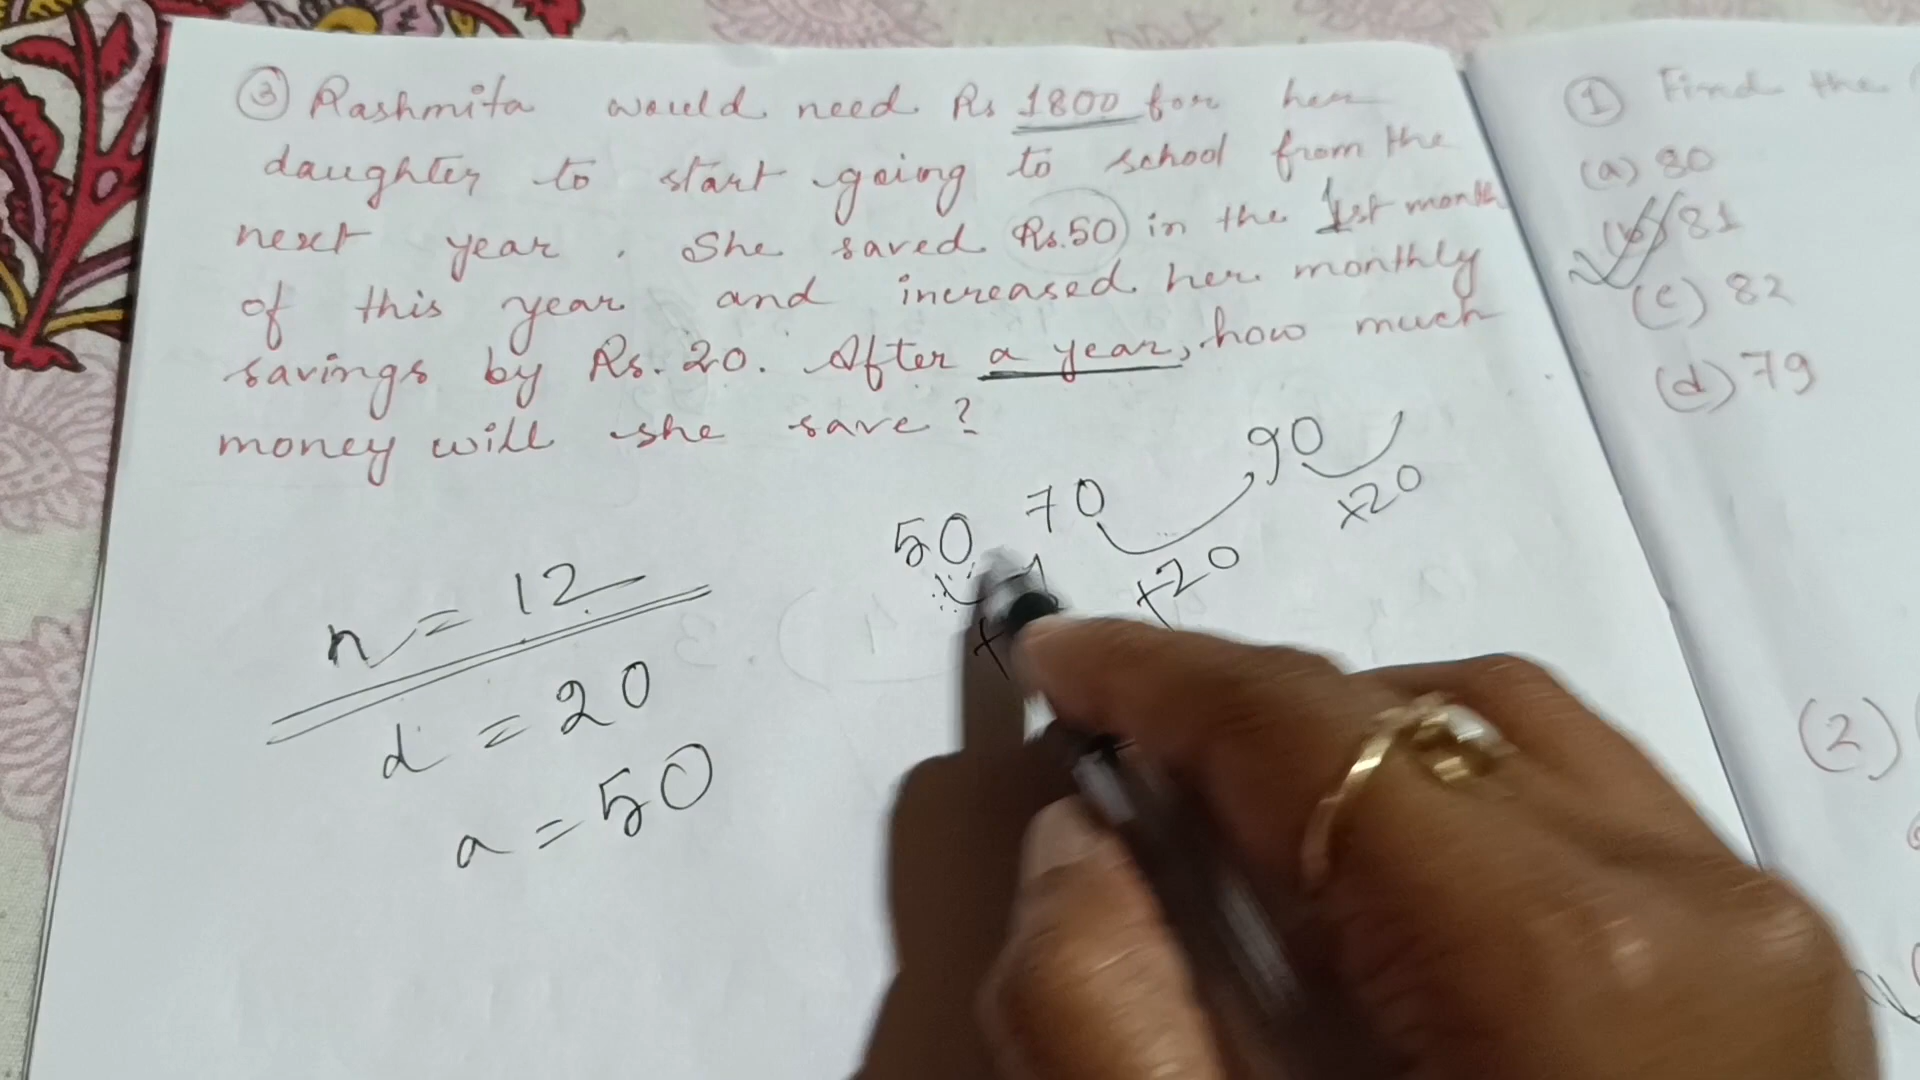 ③ Rashmita would need Rs 1800 for her
daughter to start going to school from the
next year. She saved Rs.50 in the 1st month
of this year and increased her monthly
savings by Rs. 20. After a year, how much
money will she save?
50 70 90
+20 +20
n = 12
d = 20
a = 50
① Find the
(a) 80
(b) 81
(c) 82
(d) 79
(2)